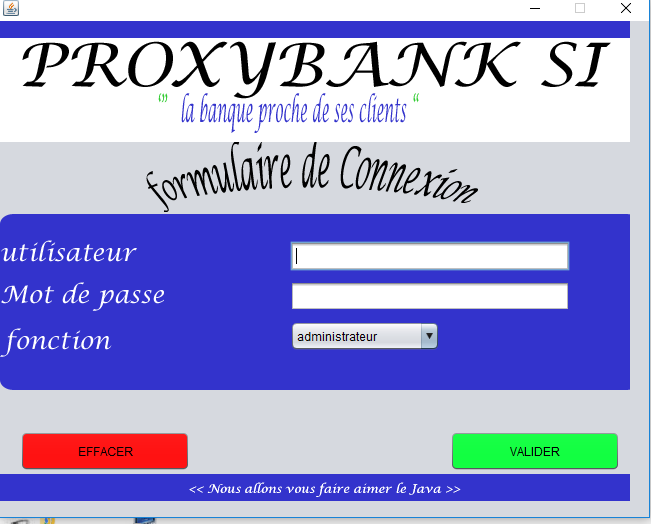 PROXYBANK SI
‘’ la banque proche de ses clients “
formulaire de Connexion
utilisateur
Mot de passe
fonction
administrateur
EFFACER
VALIDER
<< Nous allons vous faire aimer le Java >>